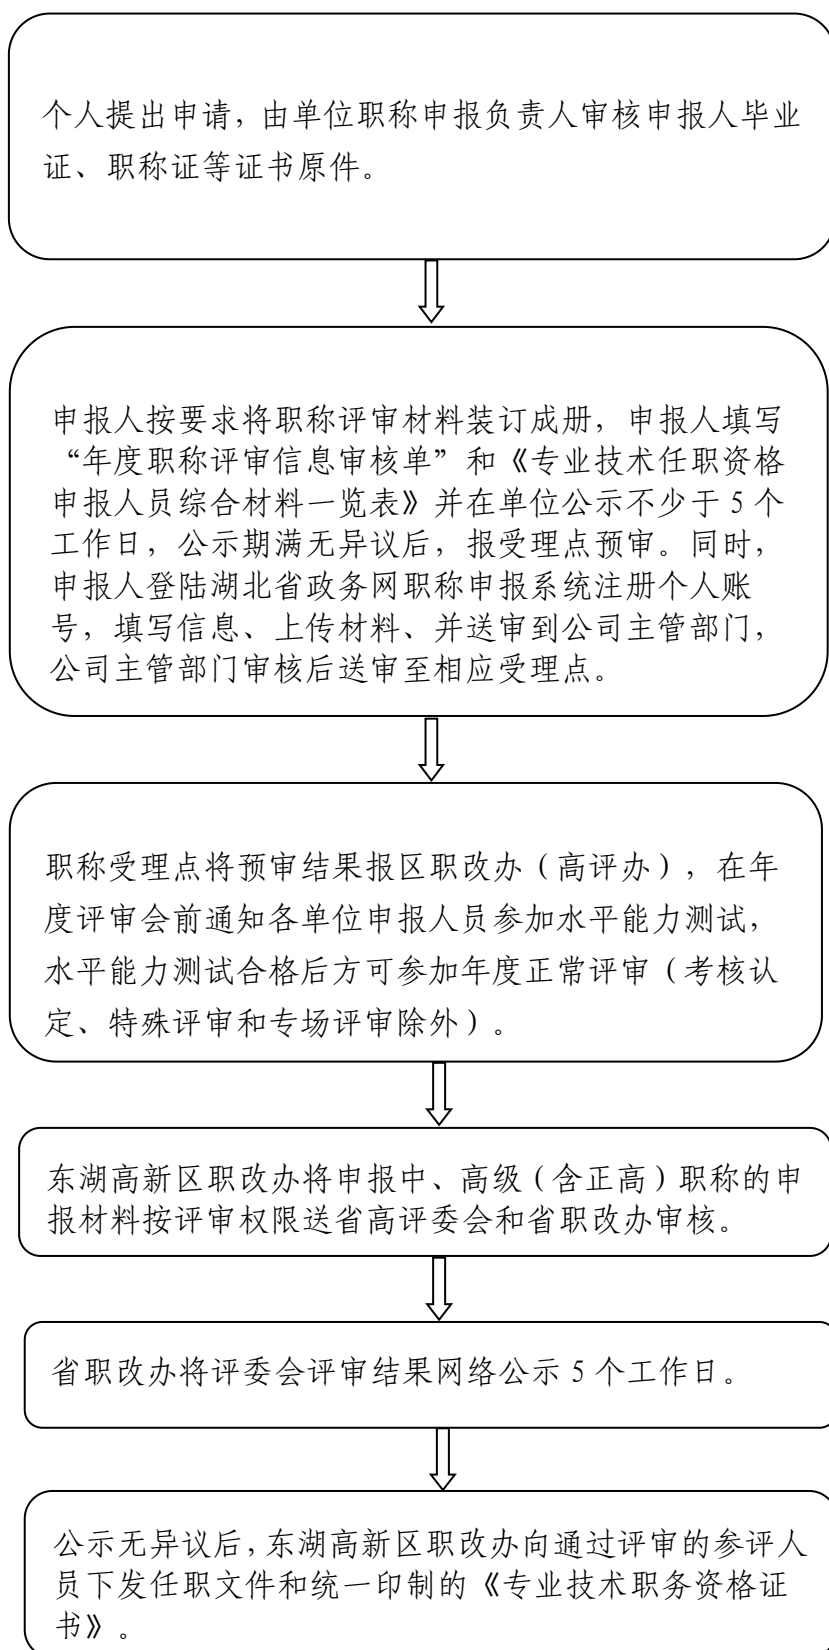 个人提出申请，由单位职称申报负责人审核申报人毕业
证、职称证等证书原件。
申报人按要求将职称评审材料装订成册，申报人填写
“年度职称评审信息审核单”和《专业技术任职资格
申报人员综合材料一览表》并在单位公示不少于 5 个
工作日，公示期满无异议后，报受理点预审。同时，
申报人登陆湖北省政务网职称申报系统注册个人账
号，填写信息、上传材料、并送审到公司主管部门，
公司主管部门审核后送审至相应受理点。
职称受理点将预审结果报区职改办（高评办），在年
度评审会前通知各单位申报人员参加水平能力测试，
水平能力测试合格后方可参加年度正常评审（考核认
定、特殊评审和专场评审除外）。
东湖高新区职改办将申报中、高级（含正高）职称的申
报材料按评审权限送省高评委会和省职改办审核。
省职改办将评委会评审结果网络公示 5 个工作日。
公示无异议后，东湖高新区职改办向通过评审的参评人
员下发任职文件和统一印制的《专业技术职务资格证
书》。